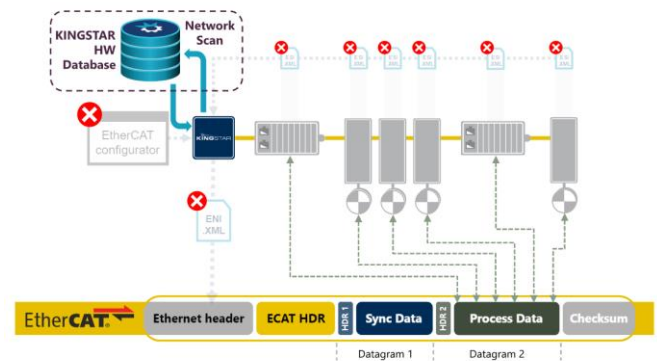 KINGSTAR
HW
Database
Network
Scan
EtherCAT
configurator
KINGSTAR
ENI
.XML
EtherCAT
Ethernet header
ECAT HDR
HDR 1
Sync Data
HDR 2
Process Data
Checksum
Datagram 1
Datagram 2